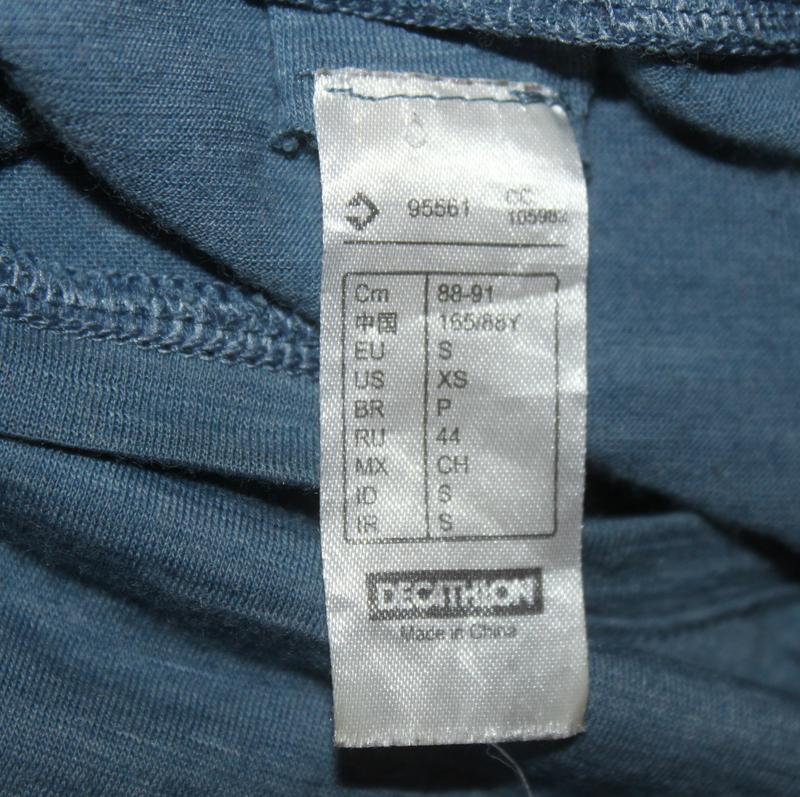 95561 CC
105982
Cm 88-91
中国 165/88Y
EU S
US XS
BR P
RU 44
MX CH
ID S
IR S
DECATHLON
Made in China